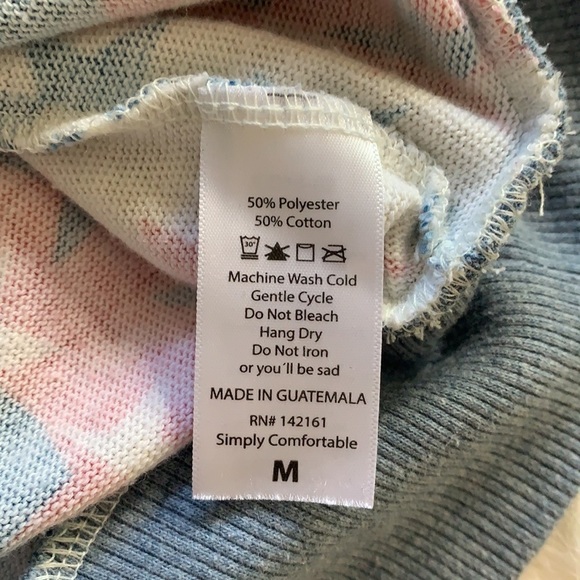 50% Polyester
50% Cotton
30°
Machine Wash Cold
Gentle Cycle
Do Not Bleach
Hang Dry
Do Not Iron
or you´ll be sad
MADE IN GUATEMALA
RN# 142161
Simply Comfortable
M